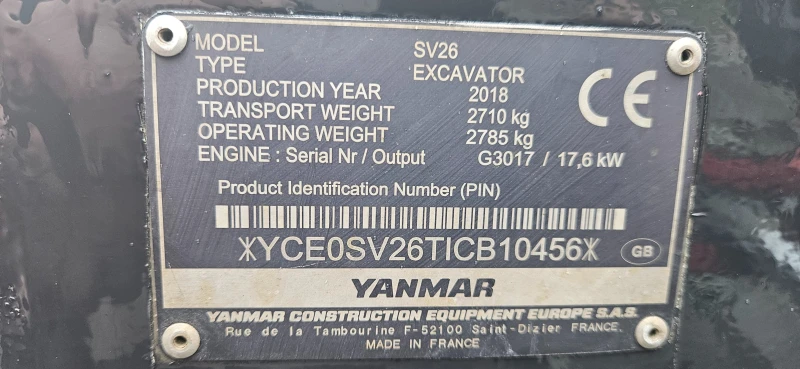 MODEL SV26
TYPE EXCAVATOR
PRODUCTION YEAR 2018
TRANSPORT WEIGHT 2710 kg
OPERATING WEIGHT 2785 kg
ENGINE : Serial Nr / Output G3017 / 17,6 kW
CE
Product Identification Number (PIN)
*YCE0SV26TICB10456*
GB
YANMAR
YANMAR CONSTRUCTION EQUIPMENT EUROPE S.A.S.
Rue de la Tambourine F-52100 Saint-Dizier FRANCE
MADE IN FRANCE